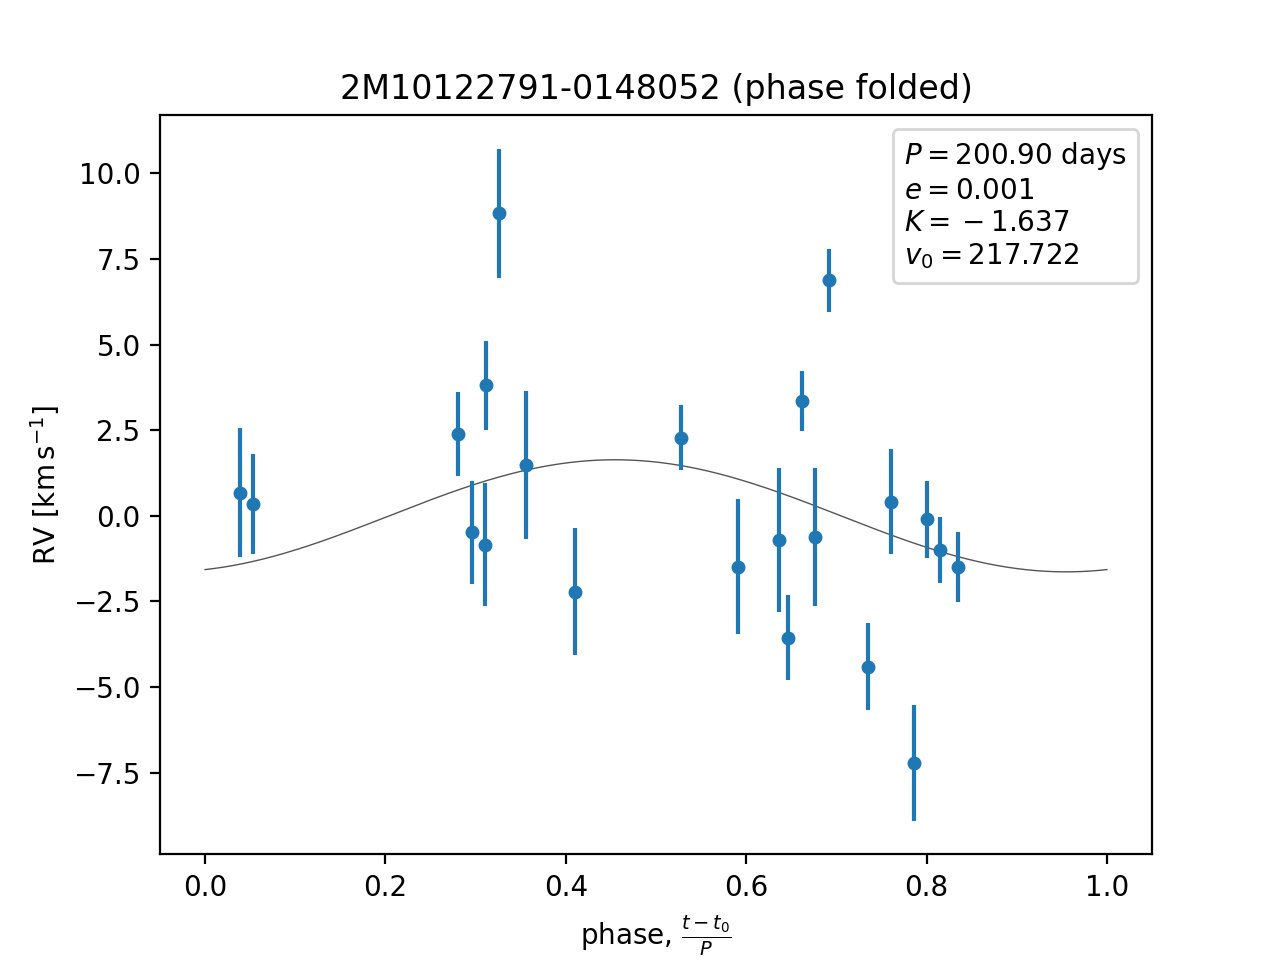 2M10122791-0148052 (phase folded)
P = 200.90 days
e = 0.001
K = −1.637
v₀ = 217.722
10.0
7.5
5.0
2.5
0.0
−2.5
−5.0
−7.5
RV [km s⁻¹]
0.0 0.2 0.4 0.6 0.8 1.0
phase, (t − t₀)/P